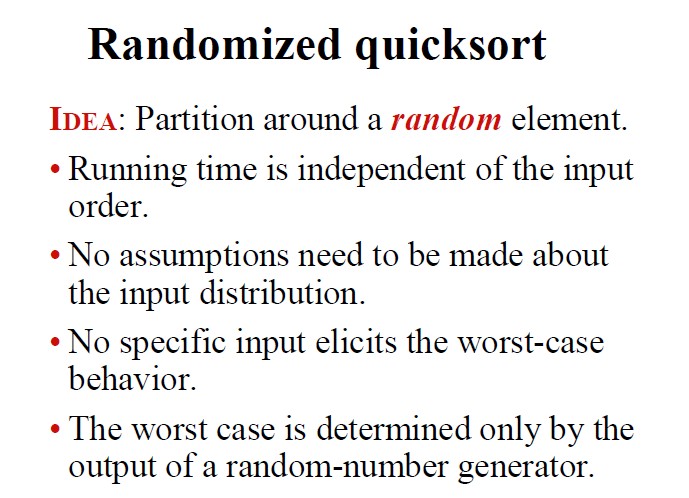 Randomized quicksort
IDEA: Partition around a random element.
• Running time is independent of the input
order.
• No assumptions need to be made about
the input distribution.
• No specific input elicits the worst-case
behavior.
• The worst case is determined only by the
output of a random-number generator.